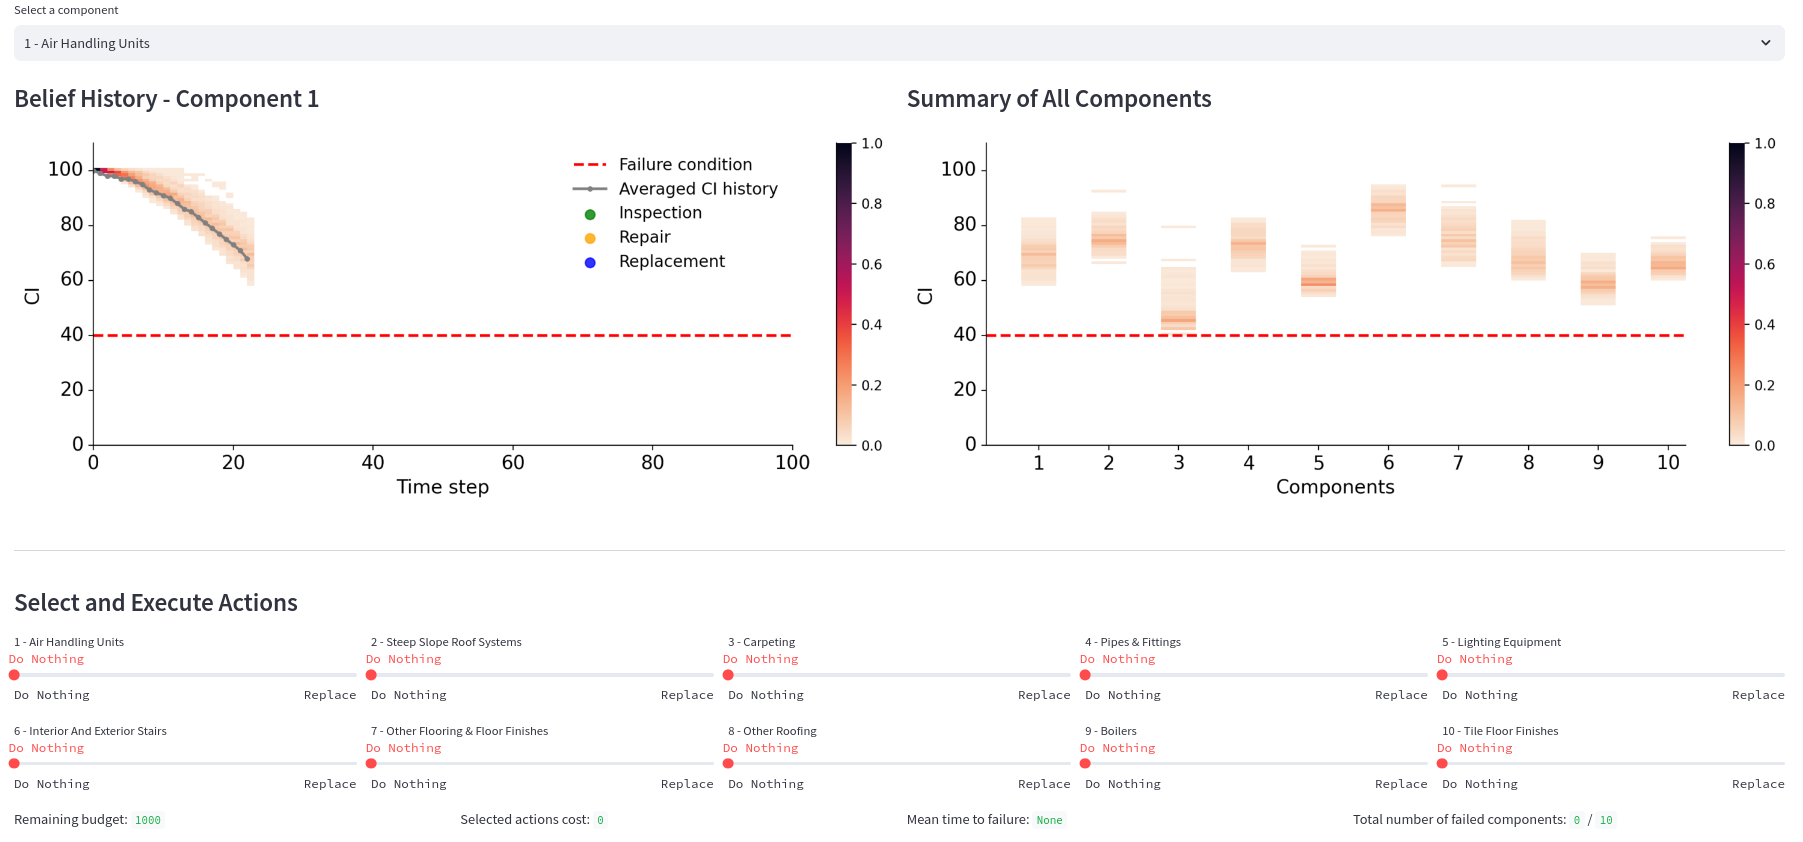 Select a component
1 - Air Handling Units
Belief History - Component 1
Summary of All Components
100
80
60
40
20
0
CI
0 20 40 60 80 100
Time step
Failure condition
Averaged CI history
Inspection
Repair
Replacement
1.0
0.8
0.6
0.4
0.2
0.0
100
80
60
40
20
0
CI
1 2 3 4 5 6 7 8 9 10
Components
1.0
0.8
0.6
0.4
0.2
0.0
Select and Execute Actions
1 - Air Handling Units
Do Nothing
Do Nothing Replace
2 - Steep Slope Roof Systems
Do Nothing
Do Nothing Replace
3 - Carpeting
Do Nothing
Do Nothing Replace
4 - Pipes & Fittings
Do Nothing
Do Nothing Replace
5 - Lighting Equipment
Do Nothing
Do Nothing Replace
6 - Interior And Exterior Stairs
Do Nothing
Do Nothing Replace
7 - Other Flooring & Floor Finishes
Do Nothing
Do Nothing Replace
8 - Other Roofing
Do Nothing
Do Nothing Replace
9 - Boilers
Do Nothing
Do Nothing Replace
10 - Tile Floor Finishes
Do Nothing
Do Nothing Replace
Remaining budget: 1000
Selected actions cost: 0
Mean time to failure: None
Total number of failed components: 0 / 10